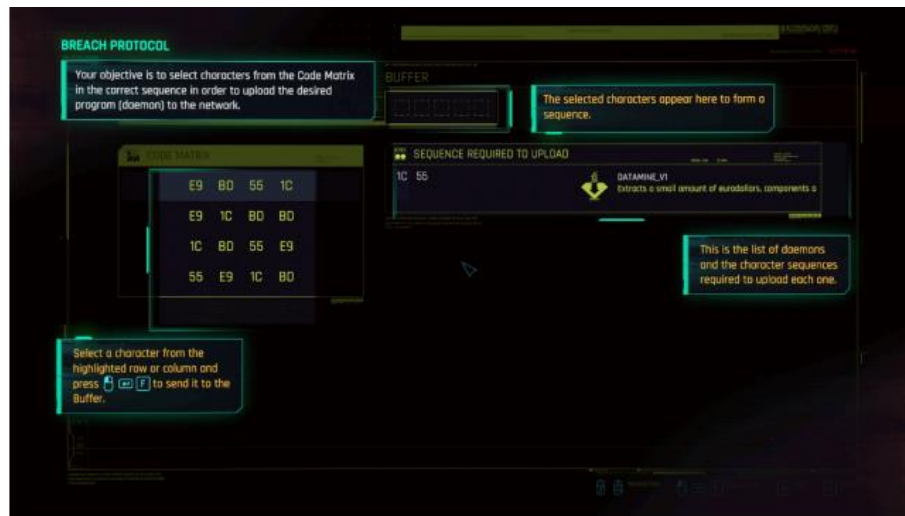 BREACH PROTOCOL
Your objective is to select characters from the Code Matrix
in the correct sequence in order to upload the desired
program (daemon) to the network.
BUFFER
The selected characters appear here to form a
sequence.
CODE MATRIX
E9 BD 55 1C
E9 1C BD BD
1C BD 55 E9
55 E9 1C BD
SEQUENCE REQUIRED TO UPLOAD
1C 55
DATAMINE_V1
Extracts a small amount of eurodollars, components a
This is the list of daemons
and the character sequences
required to upload each one.
Select a character from the
highlighted row or column and
press F to send it to the
Buffer.